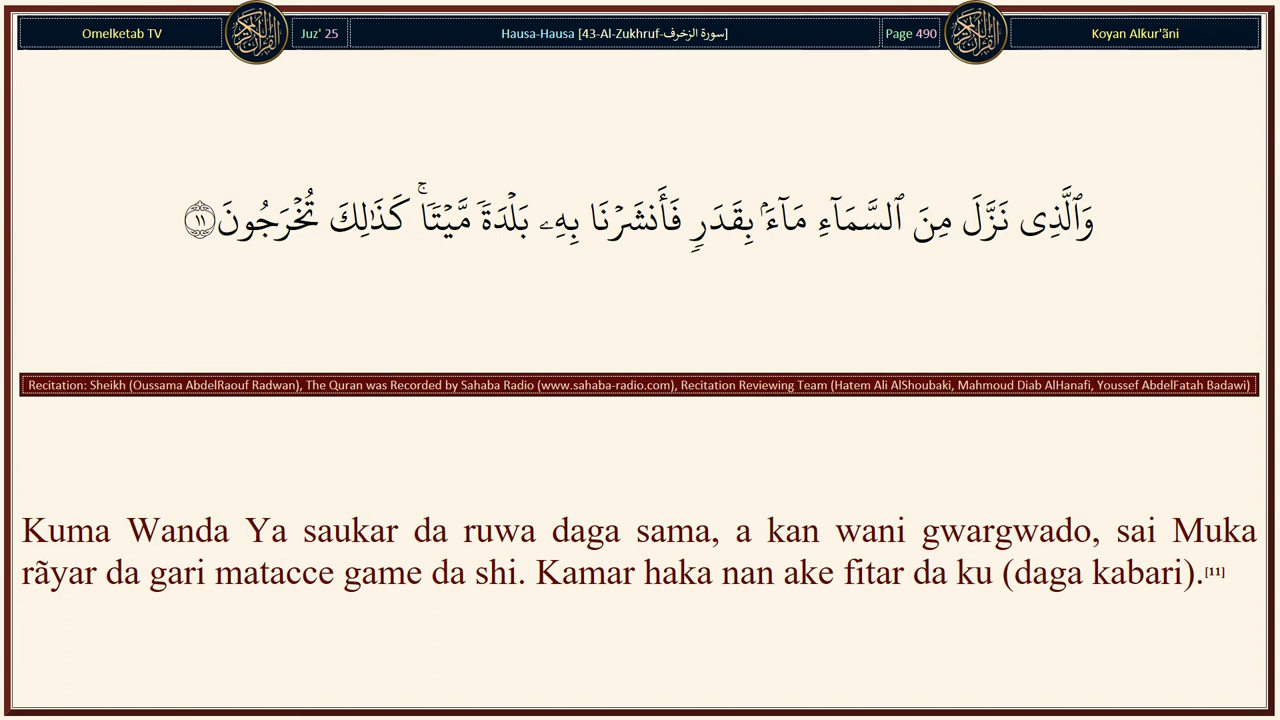 Omelketab TV
Juz' 25
Hausa-Hausa [43-Al-Zukhruf-سورة الزخرف]
Page 490
Koyan Alƙur'ãni
وَٱلَّذِى نَزَّلَ مِنَ ٱلسَّمَآءِ مَآءَۢ بِقَدَرٍۢ فَأَنشَرْنَا بِهِۦ بَلْدَةًۭ مَّيْتًۭا ۚ كَذَٰلِكَ تُخْرَجُونَ ١١
Recitation: Sheikh (Oussama AbdelRaouf Radwan), The Quran was Recorded by Sahaba Radio (www.sahaba-radio.com), Recitation Reviewing Team (Hatem Ali AlShoubaki, Mahmoud Diab AlHanafi, Youssef AbdelFatah Badawi)
Kuma Wanda Ya saukar da ruwa daga sama, a kan wani gwargwado, sai Muka
rãyar da gari matacce game da shi. Kamar haka nan ake fitar da ku (daga kabari).[11]